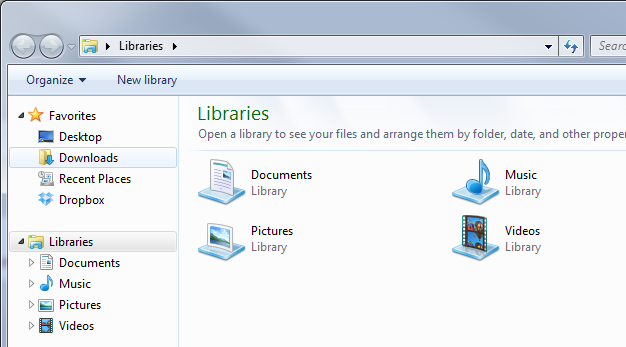 Libraries
Searc
Organize
New library
Favorites
Desktop
Downloads
Recent Places
Dropbox
Libraries
Documents
Music
Pictures
Videos
Libraries
Open a library to see your files and arrange them by folder, date, and other proper
Documents
Library
Music
Library
Pictures
Library
Videos
Library